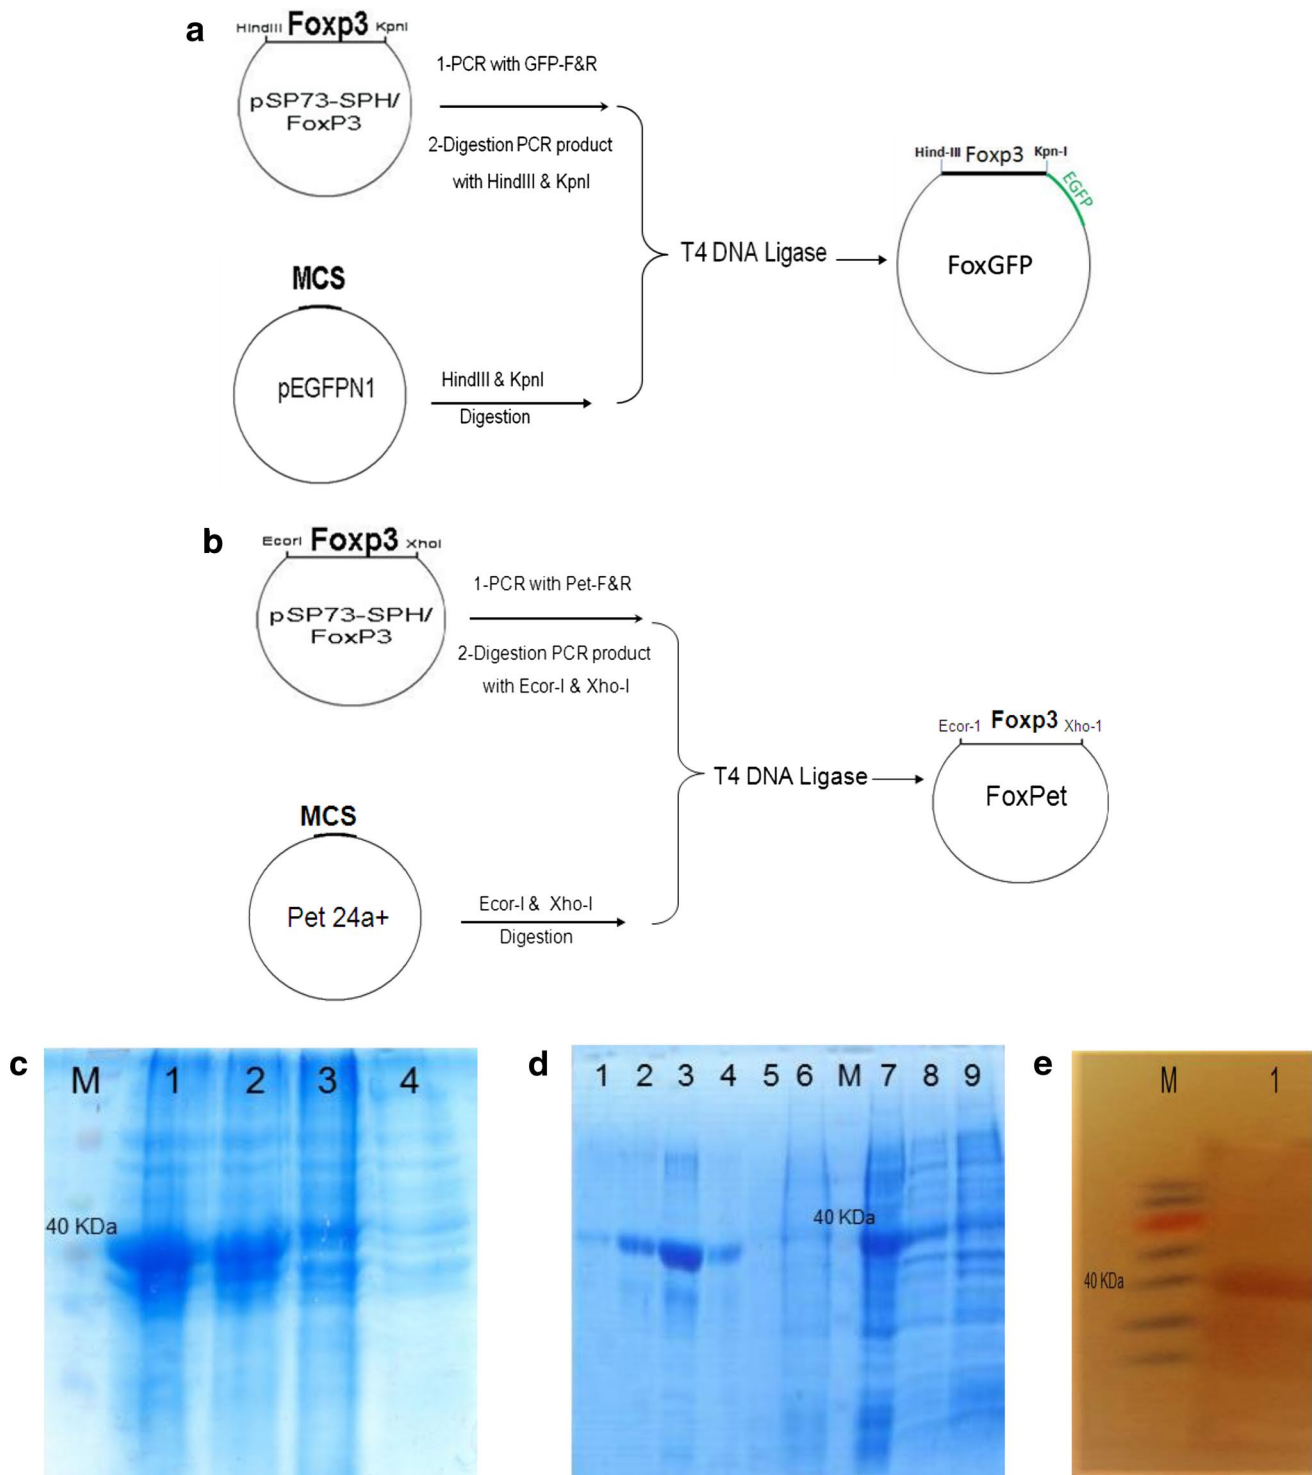 a
HindIII Foxp3 KpnI
pSP73-SPH/
FoxP3
1-PCR with GFP-F&R
2-Digestion PCR product
with HindIII & KpnI
MCS
pEGFPN1
HindIII & KpnI
Digestion
T4 DNA Ligase
Hind-III Foxp3 Kpn-I
EGFP
FoxGFP
b
EcorI Foxp3 XhoI
pSP73-SPH/
FoxP3
1-PCR with Pet-F&R
2-Digestion PCR product
with Ecor-I & Xho-I
MCS
Pet 24a+
Ecor-I & Xho-I
Digestion
T4 DNA Ligase
Ecor-1 Foxp3 Xho-1
FoxPet
c
M 1 2 3 4
40 KDa
d
1 2 3 4 5 6 M 7 8 9
40 KDa
e
M 1
40 KDa